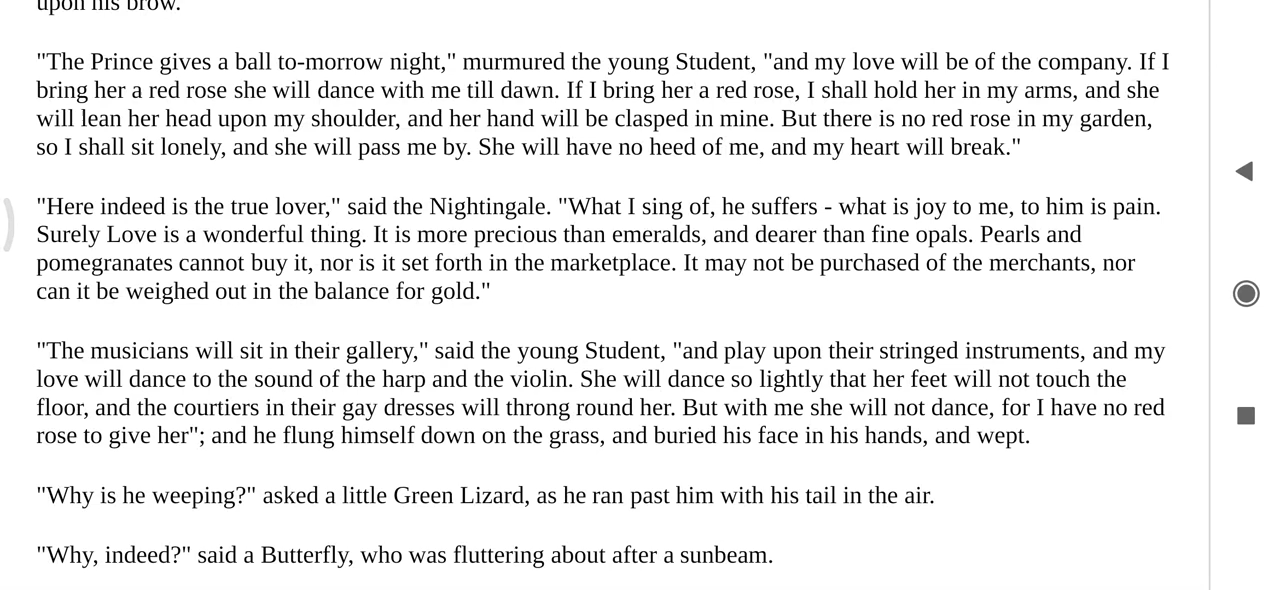 upon his brow.
"The Prince gives a ball to-morrow night," murmured the young Student, "and my love will be of the company. If I
bring her a red rose she will dance with me till dawn. If I bring her a red rose, I shall hold her in my arms, and she
will lean her head upon my shoulder, and her hand will be clasped in mine. But there is no red rose in my garden,
so I shall sit lonely, and she will pass me by. She will have no heed of me, and my heart will break."
"Here indeed is the true lover," said the Nightingale. "What I sing of, he suffers - what is joy to me, to him is pain.
Surely Love is a wonderful thing. It is more precious than emeralds, and dearer than fine opals. Pearls and
pomegranates cannot buy it, nor is it set forth in the marketplace. It may not be purchased of the merchants, nor
can it be weighed out in the balance for gold."
"The musicians will sit in their gallery," said the young Student, "and play upon their stringed instruments, and my
love will dance to the sound of the harp and the violin. She will dance so lightly that her feet will not touch the
floor, and the courtiers in their gay dresses will throng round her. But with me she will not dance, for I have no red
rose to give her"; and he flung himself down on the grass, and buried his face in his hands, and wept.
"Why is he weeping?" asked a little Green Lizard, as he ran past him with his tail in the air.
"Why, indeed?" said a Butterfly, who was fluttering about after a sunbeam.